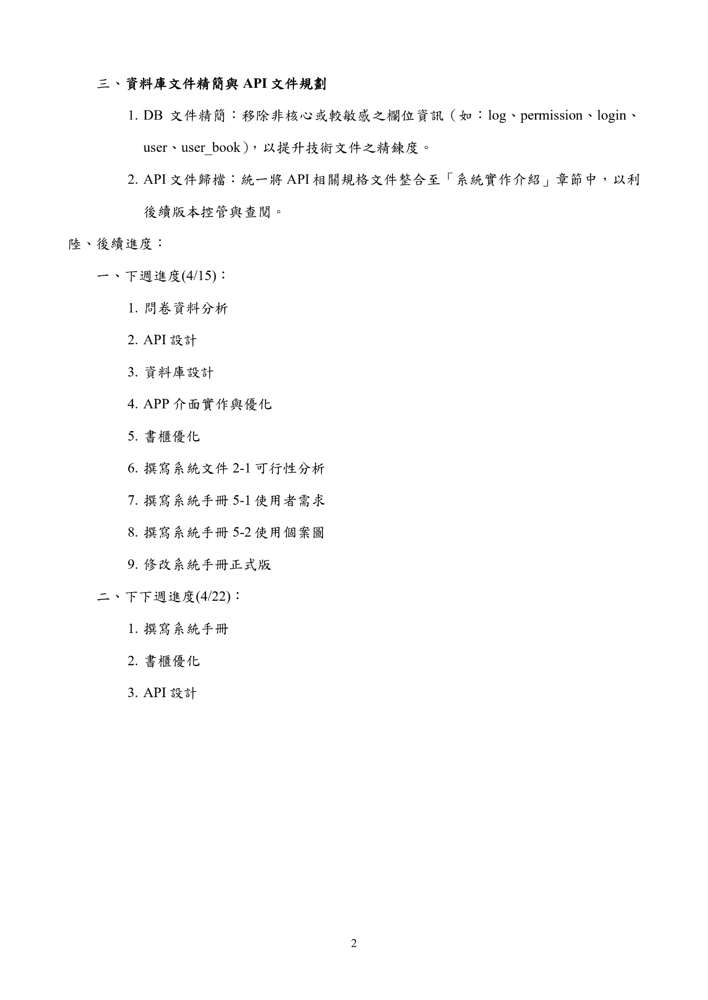 三、資料庫文件精簡與 API 文件規劃
1. DB 文件精簡：移除非核心或較敏感之欄位資訊（如：log、permission、login、
user、user_book），以提升技術文件之精鍊度。
2. API 文件歸檔：統一將 API 相關規格文件整合至「系統實作介紹」章節中，以利
後續版本控管與查閱。
陸、後續進度：
一、下週進度(4/15)：
1. 問卷資料分析
2. API 設計
3. 資料庫設計
4. APP 介面實作與優化
5. 書櫃優化
6. 撰寫系統文件 2-1 可行性分析
7. 撰寫系統手冊 5-1 使用者需求
8. 撰寫系統手冊 5-2 使用個案圖
9. 修改系統手冊正式版
二、下下週進度(4/22)：
1. 撰寫系統手冊
2. 書櫃優化
3. API 設計
2